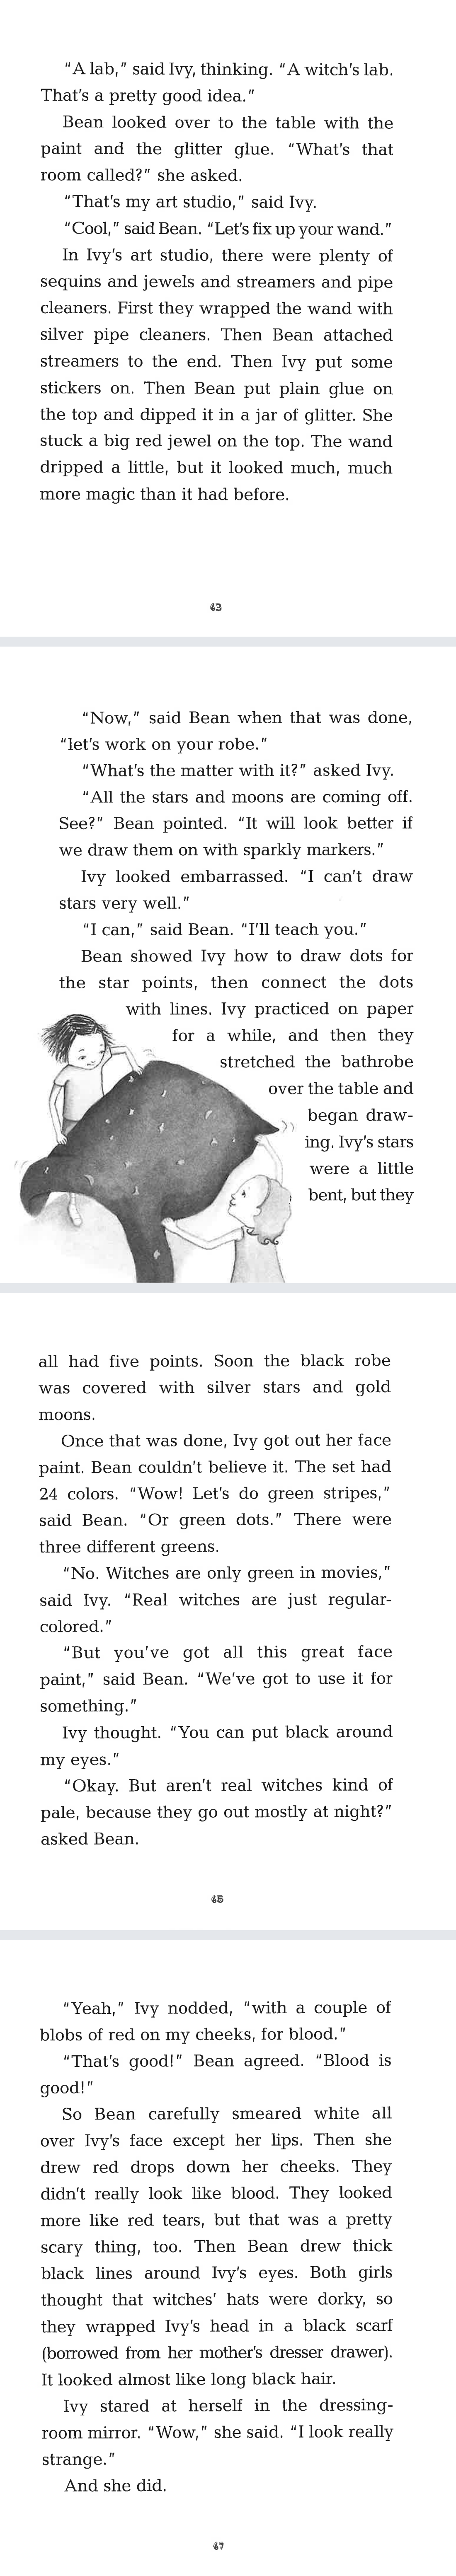 “A lab,” said Ivy, thinking. “A witch’s lab.
That’s a pretty good idea.”
Bean looked over to the table with the
paint and the glitter glue. “What’s that
room called?” she asked.
“That’s my art studio,” said Ivy.
“Cool,” said Bean. “Let’s fix up your wand.”
In Ivy’s art studio, there were plenty of
sequins and jewels and streamers and pipe
cleaners. First they wrapped the wand with
silver pipe cleaners. Then Bean attached
streamers to the end. Then Ivy put some
stickers on. Then Bean put plain glue on
the top and dipped it in a jar of glitter. She
stuck a big red jewel on the top. The wand
dripped a little, but it looked much, much
more magic than it had before.
63
“Now,” said Bean when that was done,
“let’s work on your robe.”
“What’s the matter with it?” asked Ivy.
“All the stars and moons are coming off.
See?” Bean pointed. “It will look better if
we draw them on with sparkly markers.”
Ivy looked embarrassed. “I can’t draw
stars very well.”
“I can,” said Bean. “I’ll teach you.”
Bean showed Ivy how to draw dots for
the star points, then connect the dots
with lines. Ivy practiced on paper
for a while, and then they
stretched the bathrobe
over the table and
began draw-
ing. Ivy’s stars
were a little
bent, but they
all had five points. Soon the black robe
was covered with silver stars and gold
moons.
Once that was done, Ivy got out her face
paint. Bean couldn’t believe it. The set had
24 colors. “Wow! Let’s do green stripes,”
said Bean. “Or green dots.” There were
three different greens.
“No. Witches are only green in movies,”
said Ivy. “Real witches are just regular-
colored.”
“But you’ve got all this great face
paint,” said Bean. “We’ve got to use it for
something.”
Ivy thought. “You can put black around
my eyes.”
“Okay. But aren’t real witches kind of
pale, because they go out mostly at night?”
asked Bean.
65
“Yeah,” Ivy nodded, “with a couple of
blobs of red on my cheeks, for blood.”
“That’s good!” Bean agreed. “Blood is
good!”
So Bean carefully smeared white all
over Ivy’s face except her lips. Then she
drew red drops down her cheeks. They
didn’t really look like blood. They looked
more like red tears, but that was a pretty
scary thing, too. Then Bean drew thick
black lines around Ivy’s eyes. Both girls
thought that witches’ hats were dorky, so
they wrapped Ivy’s head in a black scarf
(borrowed from her mother’s dresser drawer).
It looked almost like long black hair.
Ivy stared at herself in the dressing-
room mirror. “Wow,” she said. “I look really
strange.”
And she did.
67